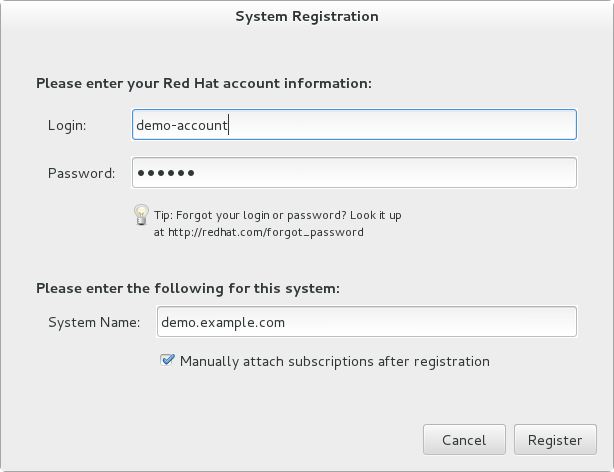 System Registration
Please enter your Red Hat account information:
Login: demo-account
Password: ••••••
Tip: Forgot your login or password? Look it up
at http://redhat.com/forgot_password
Please enter the following for this system:
System Name: demo.example.com
Manually attach subscriptions after registration
Cancel Register